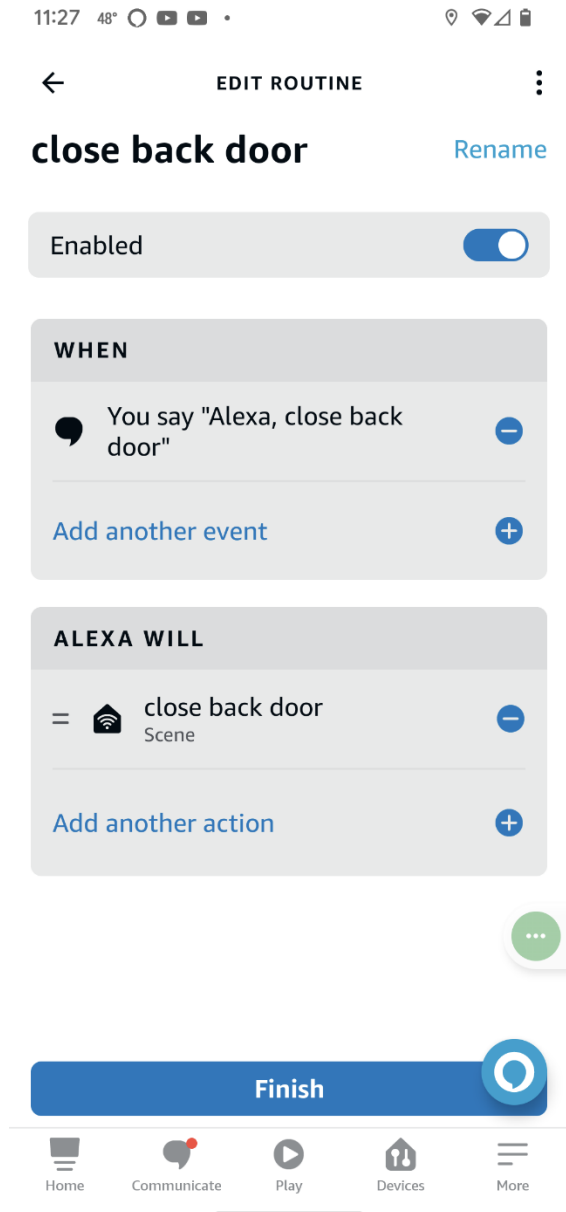 11:27 48°
EDIT ROUTINE
close back door Rename
Enabled
WHEN
You say "Alexa, close back
door"
Add another event
ALEXA WILL
close back door
Scene
Add another action
Finish
Home Communicate Play Devices More